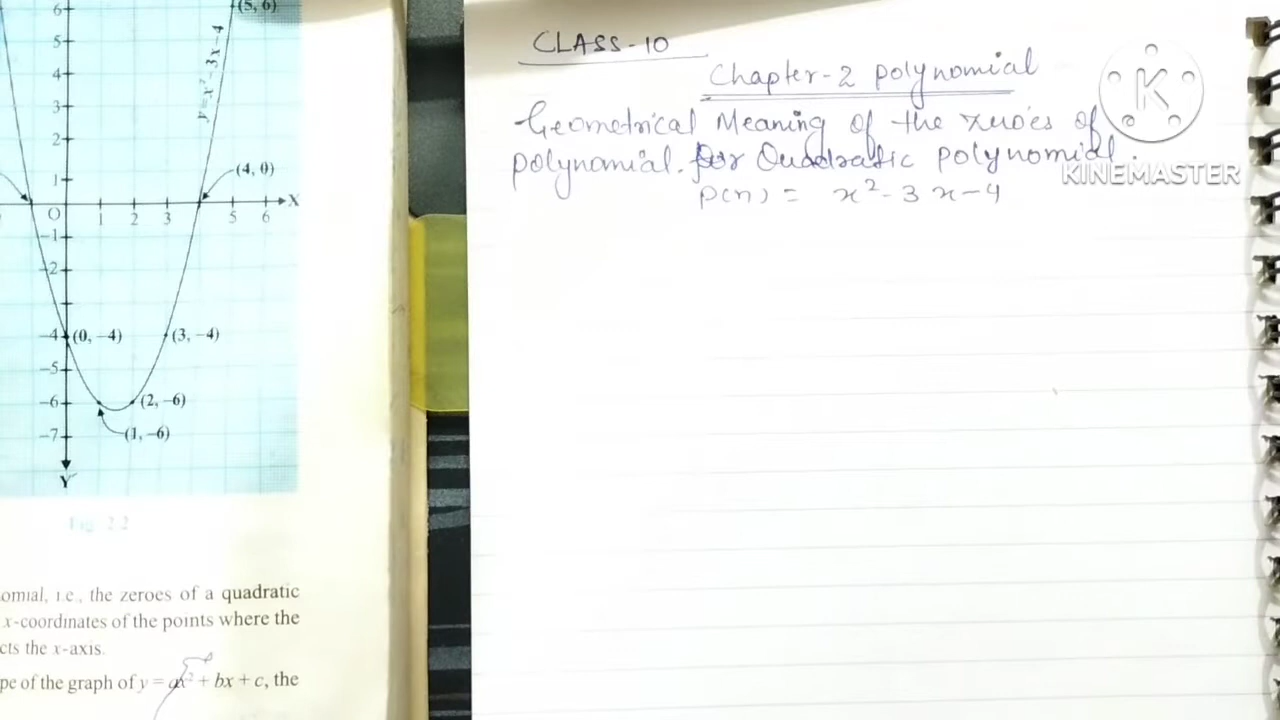 6
5
4
3
2
1
O
1
2
3
5
6
X
-1
-2
-4
-5
-6
-7
Y
(5, 6)
y = x² - 3x - 4
(4, 0)
(0, -4)
(3, -4)
(2, -6)
(1, -6)
Fig. 2.2
omial, i.e., the zeroes of a quadratic
x-coordinates of the points where the
cts the x-axis.
pe of the graph of y = ax² + bx + c, the
CLASS-10
Chapter-2 polynomial
Geometrical Meaning of the zeroes of
polynomial. for Quadratic polynomial.
p(x) = x² - 3x - 4
K
KINEMASTER